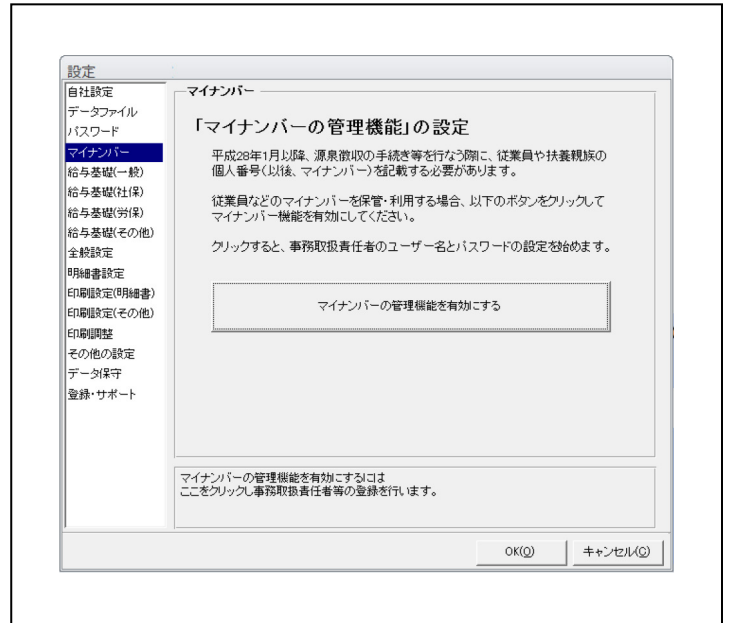 設定
自社設定
データファイル
パスワード
マイナンバー
給与基礎(一般)
給与基礎(社保)
給与基礎(労保)
給与基礎(その他)
全般設定
明細書設定
印刷設定(明細書)
印刷設定(その他)
印刷調整
その他の設定
データ保守
登録・サポート
マイナンバー
「マイナンバーの管理機能」の設定
平成28年1月以降、源泉徴収の手続き等を行なう際に、従業員や扶養親族の
個人番号(以後、マイナンバー)を記載する必要があります。
従業員などのマイナンバーを保管・利用する場合、以下のボタンをクリックして
マイナンバー機能を有効にしてください。
クリックすると、事務取扱責任者のユーザー名とパスワードの設定を始めます。
マイナンバーの管理機能を有効にする
マイナンバーの管理機能を有効にするには
ここをクリックし事務取扱責任者等の登録を行います。
OK(O)
キャンセル(C)